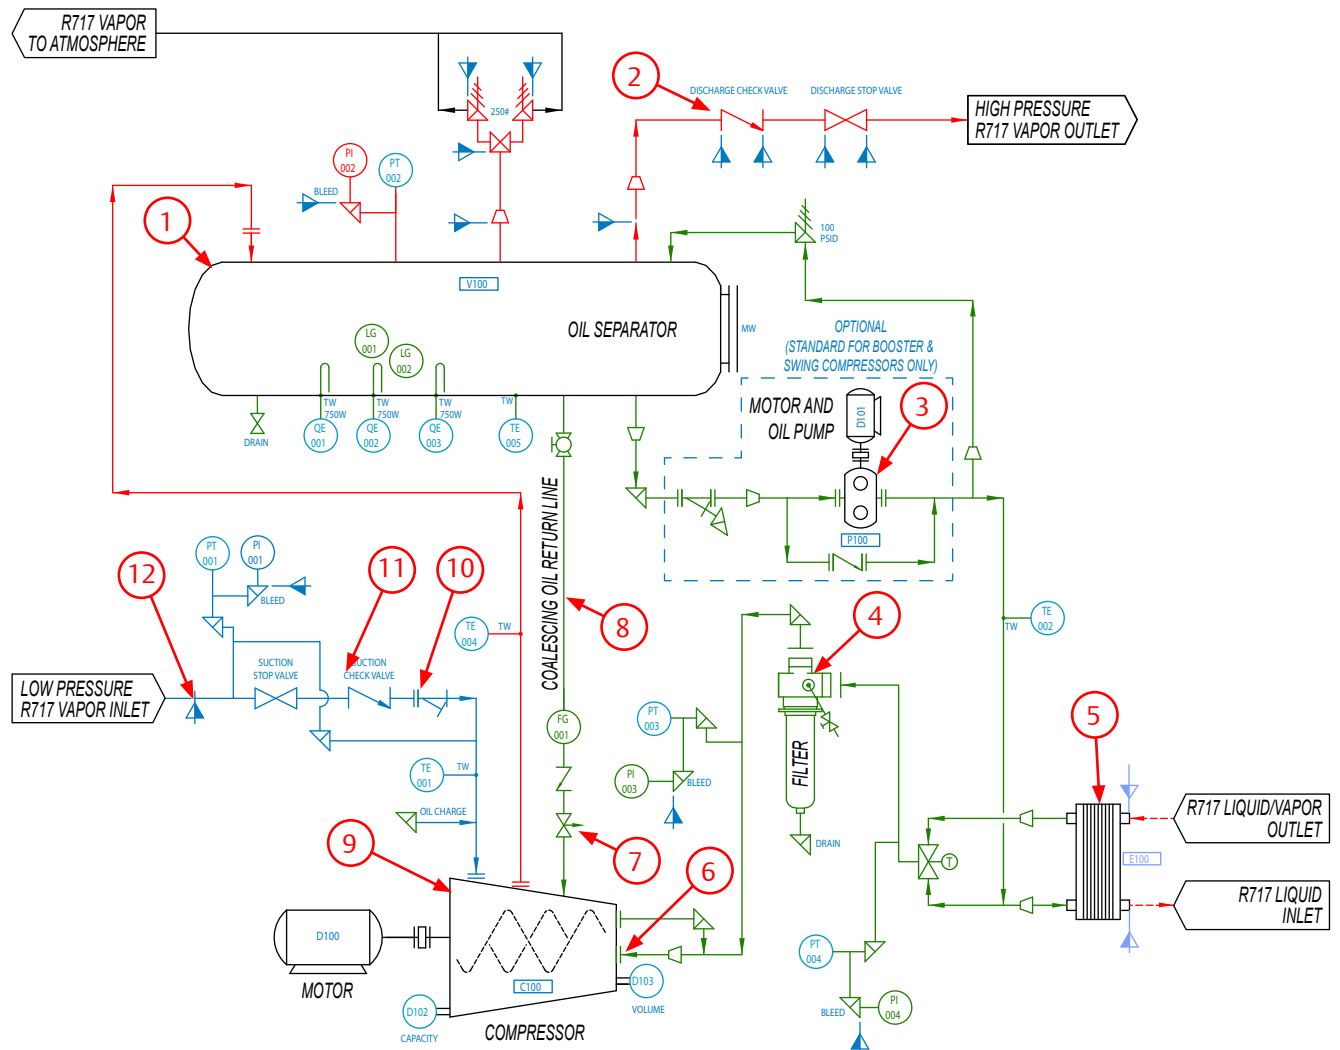 R717 VAPOR
TO ATMOSPHERE
2
DISCHARGE CHECK VALVE
DISCHARGE STOP VALVE
HIGH PRESSURE
R717 VAPOR OUTLET
250#
PI
002
PT
002
BLEED
1
100
PSID
V100
OIL SEPARATOR
MW
LG
001
LG
002
OPTIONAL
(STANDARD FOR BOOSTER &
SWING COMPRESSORS ONLY)
TW
750W
TW
750W
TW
750W
TW
QE
001
QE
002
QE
003
TE
005
DRAIN
MOTOR AND
OIL PUMP
D101
3
P100
COALESCING OIL RETURN LINE
PT
001
PI
001
BLEED
12
11
10
8
4
TE
004
TW
TE
002
TW
SUCTION
STOP VALVE
SUCTION
CHECK VALVE
LOW PRESSURE
R717 VAPOR INLET
FG
001
PT
003
PI
003
BLEED
FILTER
DRAIN
5
TE
001
TW
OIL CHARGE
R717 LIQUID/VAPOR
OUTLET
E100
T
R717 LIQUID
INLET
9
7
6
D100
MOTOR
C100
D103
VOLUME
D102
CAPACITY
COMPRESSOR
PT
004
PI
004
BLEED